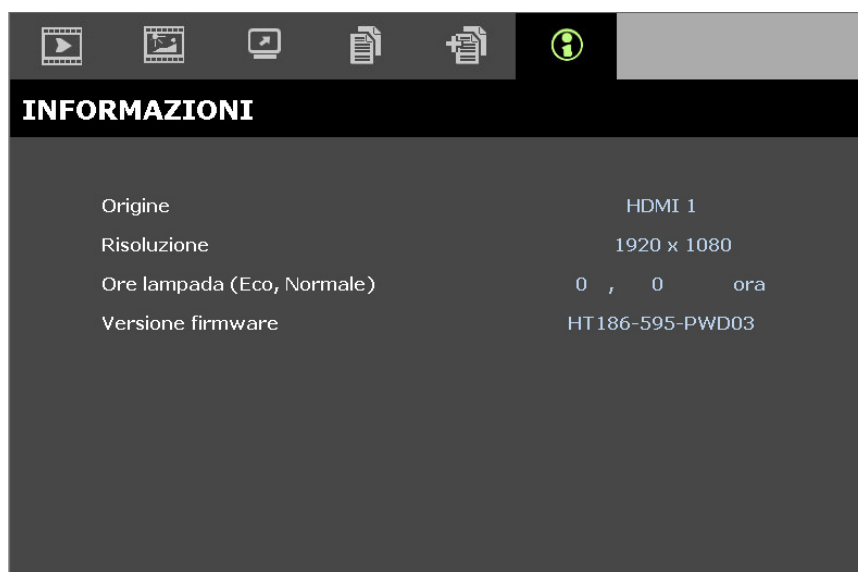 INFORMAZIONI
Origine HDMI 1
Risoluzione 1920 x 1080
Ore lampada (Eco, Normale) 0 , 0 ora
Versione firmware HT186-595-PWD03